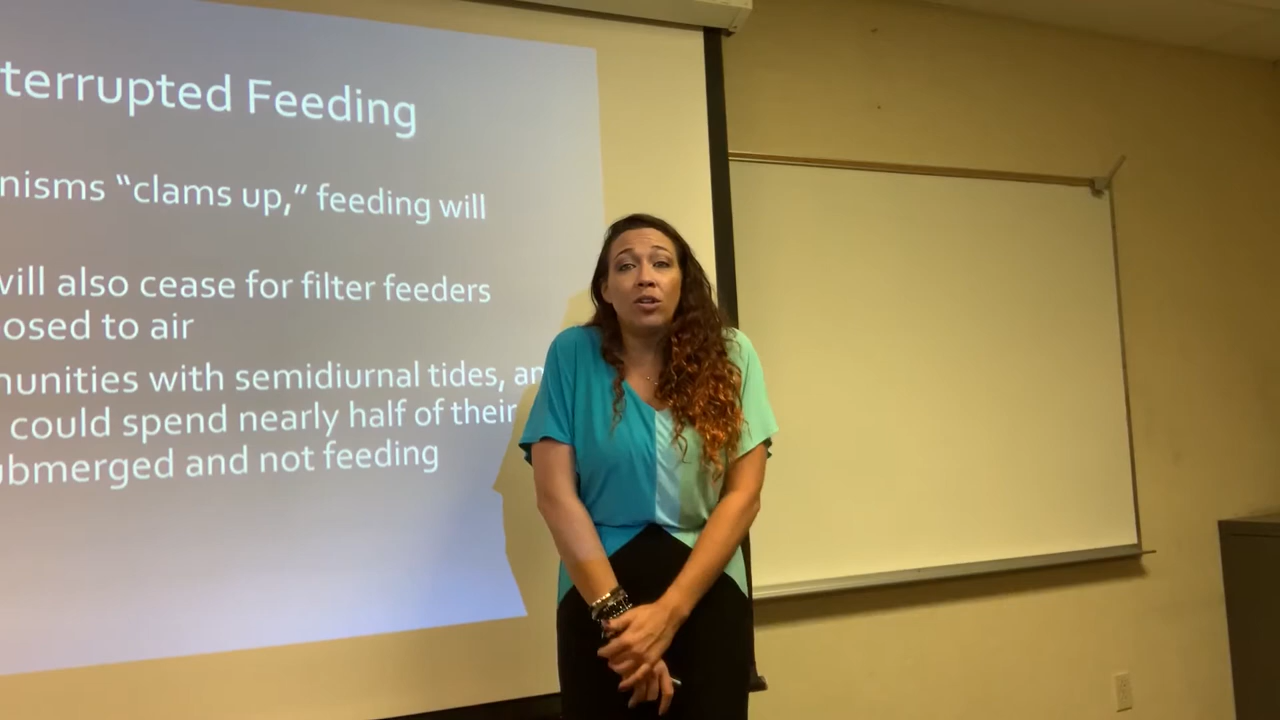 terrupted Feeding
nisms “clams up,” feeding will
will also cease for filter feeders
osed to air
nunities with semidiurnal tides, an
could spend nearly half of their
ubmerged and not feeding